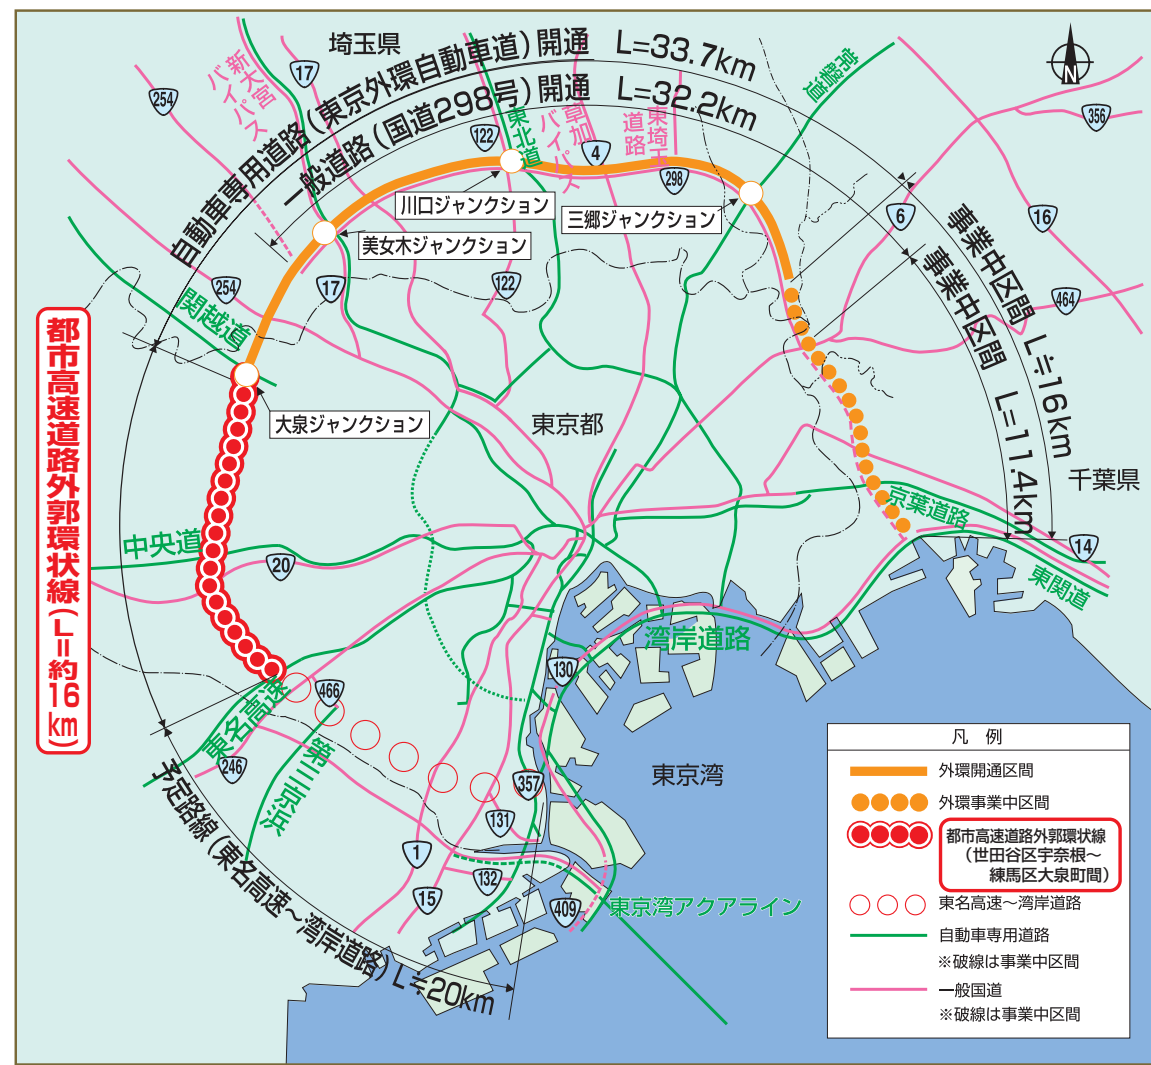 埼玉県
自動車専用道路(東京外環自動車道)開通 L=33.7km
一般道路(国道298号)開通 L=32.2km
事業中区間 L≒16km
事業中区間 L=11.4km
予定路線(東名高速~湾岸道路)L≒20km
都市高速道路外郭環状線(L=約16km)
新大宮
バイパス
東北道
草加
バイパス
東埼玉
道路
常磐道
N
254
17
122
4
298
6
356
16
464
254
17
122
川口ジャンクション
美女木ジャンクション
三郷ジャンクション
大泉ジャンクション
関越道
東京都
千葉県
中央道
20
京葉道路
14
東関道
湾岸道路
130
466
東名高速
246
第三京浜
357
131
1
132
15
409
東京湾
東京湾アクアライン
凡 例
外環開通区間
外環事業中区間
都市高速道路外郭環状線
(世田谷区宇奈根~
練馬区大泉町間)
東名高速~湾岸道路
自動車専用道路
※破線は事業中区間
一般国道
※破線は事業中区間